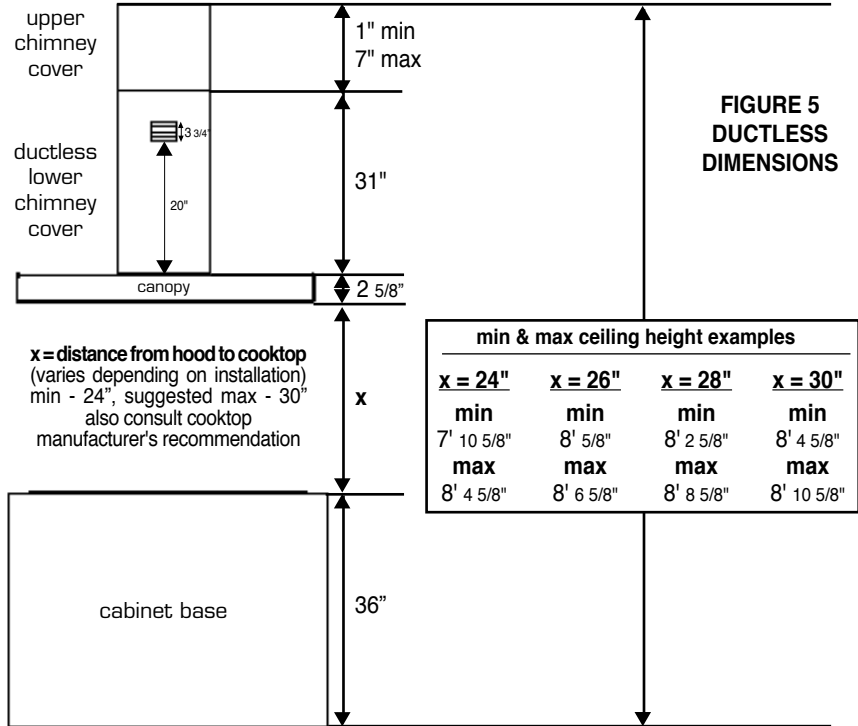 upper
chimney
cover
1" min
7" max
FIGURE 5
DUCTLESS
DIMENSIONS
3 3/4"
ductless
lower
chimney
cover
31"
20"
canopy
2 5/8"
x = distance from hood to cooktop
(varies depending on installation)
min - 24", suggested max - 30"
also consult cooktop
manufacturer's recommendation
x
min & max ceiling height examples
x = 24" x = 26" x = 28" x = 30"
min min min min
7' 10 5/8" 8' 5/8" 8' 2 5/8" 8' 4 5/8"
max max max max
8' 4 5/8" 8' 6 5/8" 8' 8 5/8" 8' 10 5/8"
cabinet base
36”